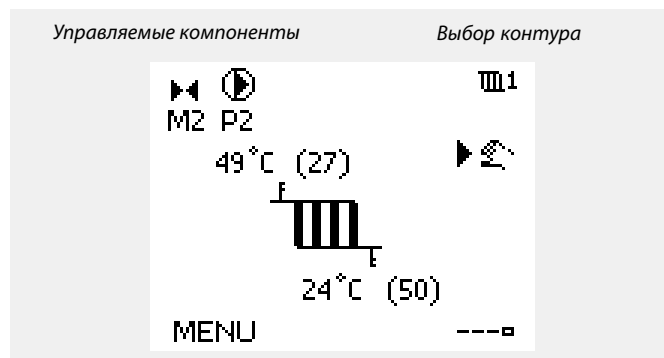 Управляемые компоненты Выбор контура
1
M2 P2
49°C (27)
24°C (50)
MENU ---